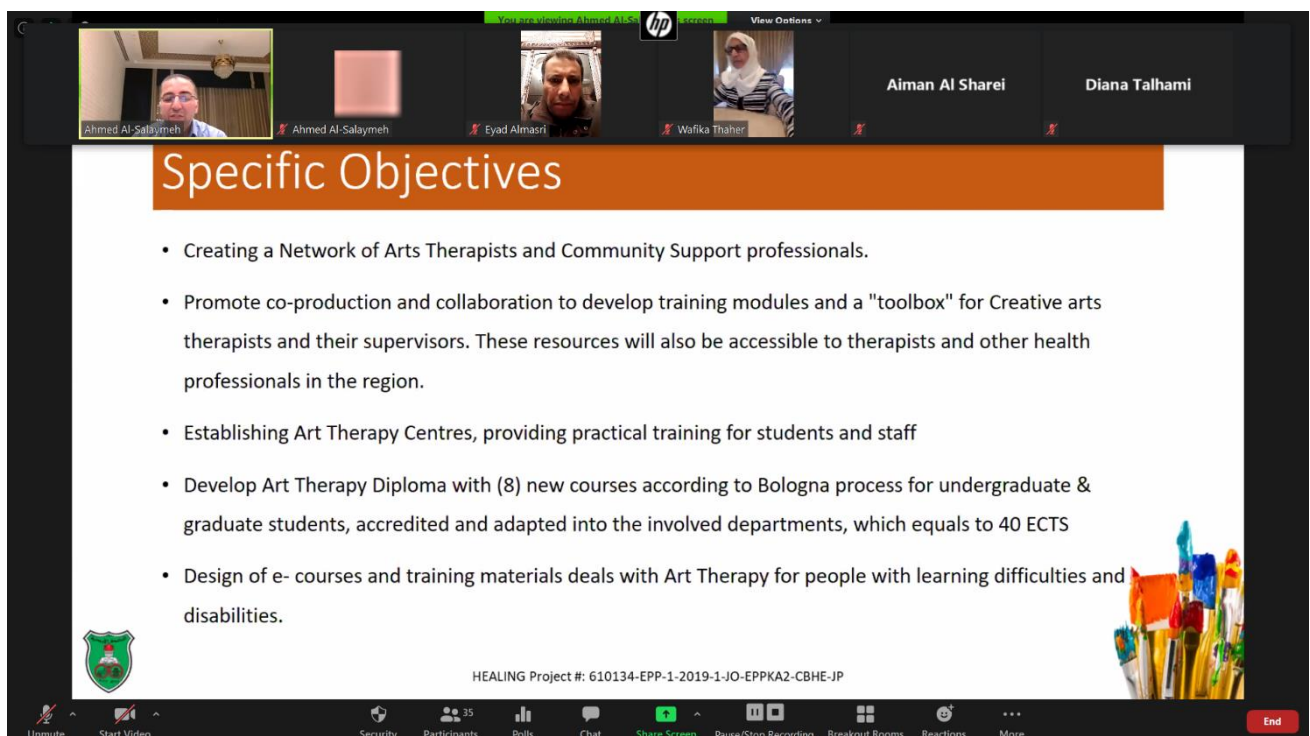 You are viewing Ahmed Al-Sa screen
View Options
hp
Ahmed Al-Salaymeh
Ahmed Al-Salaymeh
Eyad Almasri
Wafika Thaher
Aiman Al Sharei
Diana Talhami
Specific Objectives
• Creating a Network of Arts Therapists and Community Support professionals.
• Promote co-production and collaboration to develop training modules and a "toolbox" for Creative arts
therapists and their supervisors. These resources will also be accessible to therapists and other health
professionals in the region.
• Establishing Art Therapy Centres, providing practical training for students and staff
• Develop Art Therapy Diploma with (8) new courses according to Bologna process for undergraduate &
graduate students, accredited and adapted into the involved departments, which equals to 40 ECTS
• Design of e- courses and training materials deals with Art Therapy for people with learning difficulties and
disabilities.
HEALING Project #: 610134-EPP-1-2019-1-JO-EPPKA2-CBHE-JP
35
Unmute
Start Video
Security
Participants
Polls
Chat
Share Screen
Pause/Stop Recording
Breakout Rooms
Reactions
More
End